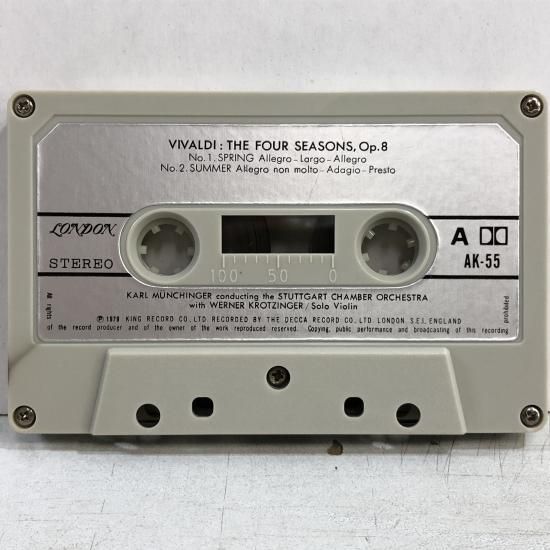 VIVALDI : THE FOUR SEASONS, Op. 8
No. 1. SPRING Allegro – Largo – Allegro
No. 2. SUMMER Allegro non molto – Adagio – Presto
LONDON
STEREO
A
AK-55
100 50 0
KARL MÜNCHINGER conducting the STUTTGART CHAMBER ORCHESTRA
with WERNER KROTZINGER / Solo Violin
Ⓟ 1979 KING RECORD CO., LTD. RECORDED BY THE DECCA RECORD CO., LTD. LONDON S.E.I, ENGLAND
All rights of the record producer and of the owner of the work reproduced reserved. Copying, public performance and broadcasting of this recording prohibited